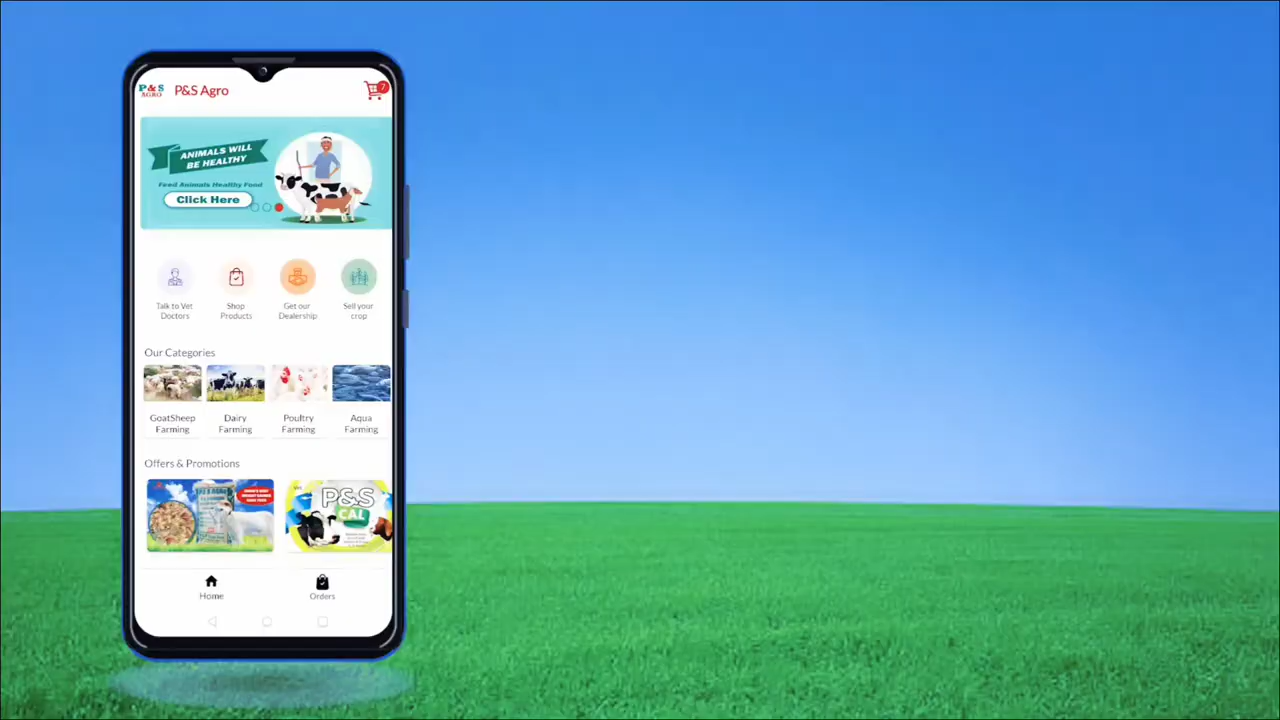 P&S
AGRO
P&S Agro
7
ANIMALS WILL
BE HEALTHY
Feed Animals Healthy Food
Click Here
Talk to Vet
Doctors
Shop
Products
Get our
Dealership
Sell your
crop
Our Categories
GoatSheep
Farming
Dairy
Farming
Poultry
Farming
Aqua
Farming
Offers & Promotions
P&S AGRO
P&S
CAL
Home
Orders